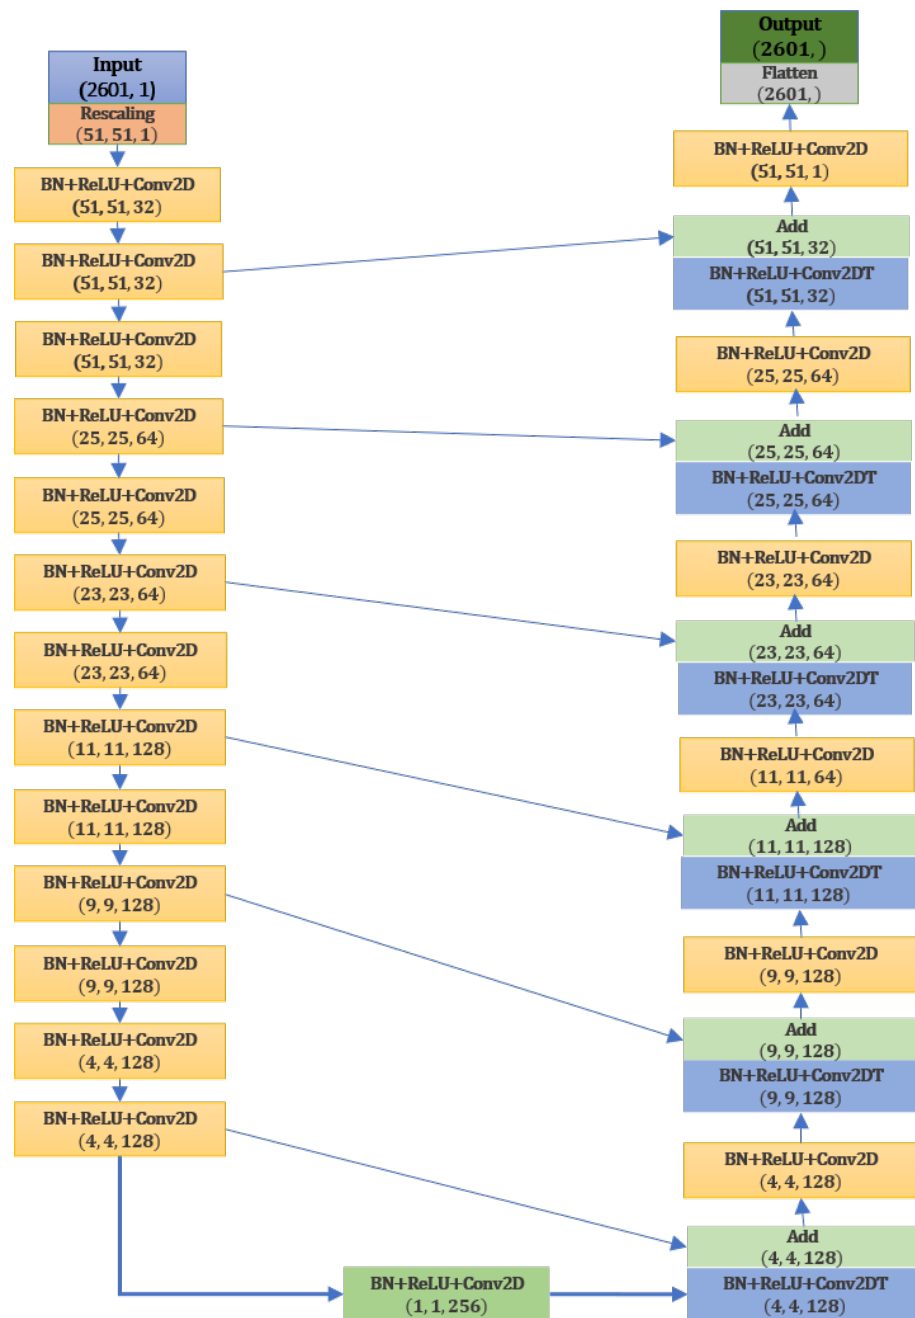 Input
(2601, 1)
Rescaling
(51, 51, 1)
BN+ReLU+Conv2D
(51, 51, 32)
BN+ReLU+Conv2D
(51, 51, 32)
BN+ReLU+Conv2D
(51, 51, 32)
BN+ReLU+Conv2D
(25, 25, 64)
BN+ReLU+Conv2D
(25, 25, 64)
BN+ReLU+Conv2D
(23, 23, 64)
BN+ReLU+Conv2D
(23, 23, 64)
BN+ReLU+Conv2D
(11, 11, 128)
BN+ReLU+Conv2D
(11, 11, 128)
BN+ReLU+Conv2D
(9, 9, 128)
BN+ReLU+Conv2D
(9, 9, 128)
BN+ReLU+Conv2D
(4, 4, 128)
BN+ReLU+Conv2D
(4, 4, 128)
BN+ReLU+Conv2D
(1, 1, 256)
Output
(2601, )
Flatten
(2601, )
BN+ReLU+Conv2D
(51, 51, 1)
Add
(51, 51, 32)
BN+ReLU+Conv2DT
(51, 51, 32)
BN+ReLU+Conv2D
(25, 25, 64)
Add
(25, 25, 64)
BN+ReLU+Conv2DT
(25, 25, 64)
BN+ReLU+Conv2D
(23, 23, 64)
Add
(23, 23, 64)
BN+ReLU+Conv2DT
(23, 23, 64)
BN+ReLU+Conv2D
(11, 11, 64)
Add
(11, 11, 128)
BN+ReLU+Conv2DT
(11, 11, 128)
BN+ReLU+Conv2D
(9, 9, 128)
Add
(9, 9, 128)
BN+ReLU+Conv2DT
(9, 9, 128)
BN+ReLU+Conv2D
(4, 4, 128)
Add
(4, 4, 128)
BN+ReLU+Conv2DT
(4, 4, 128)